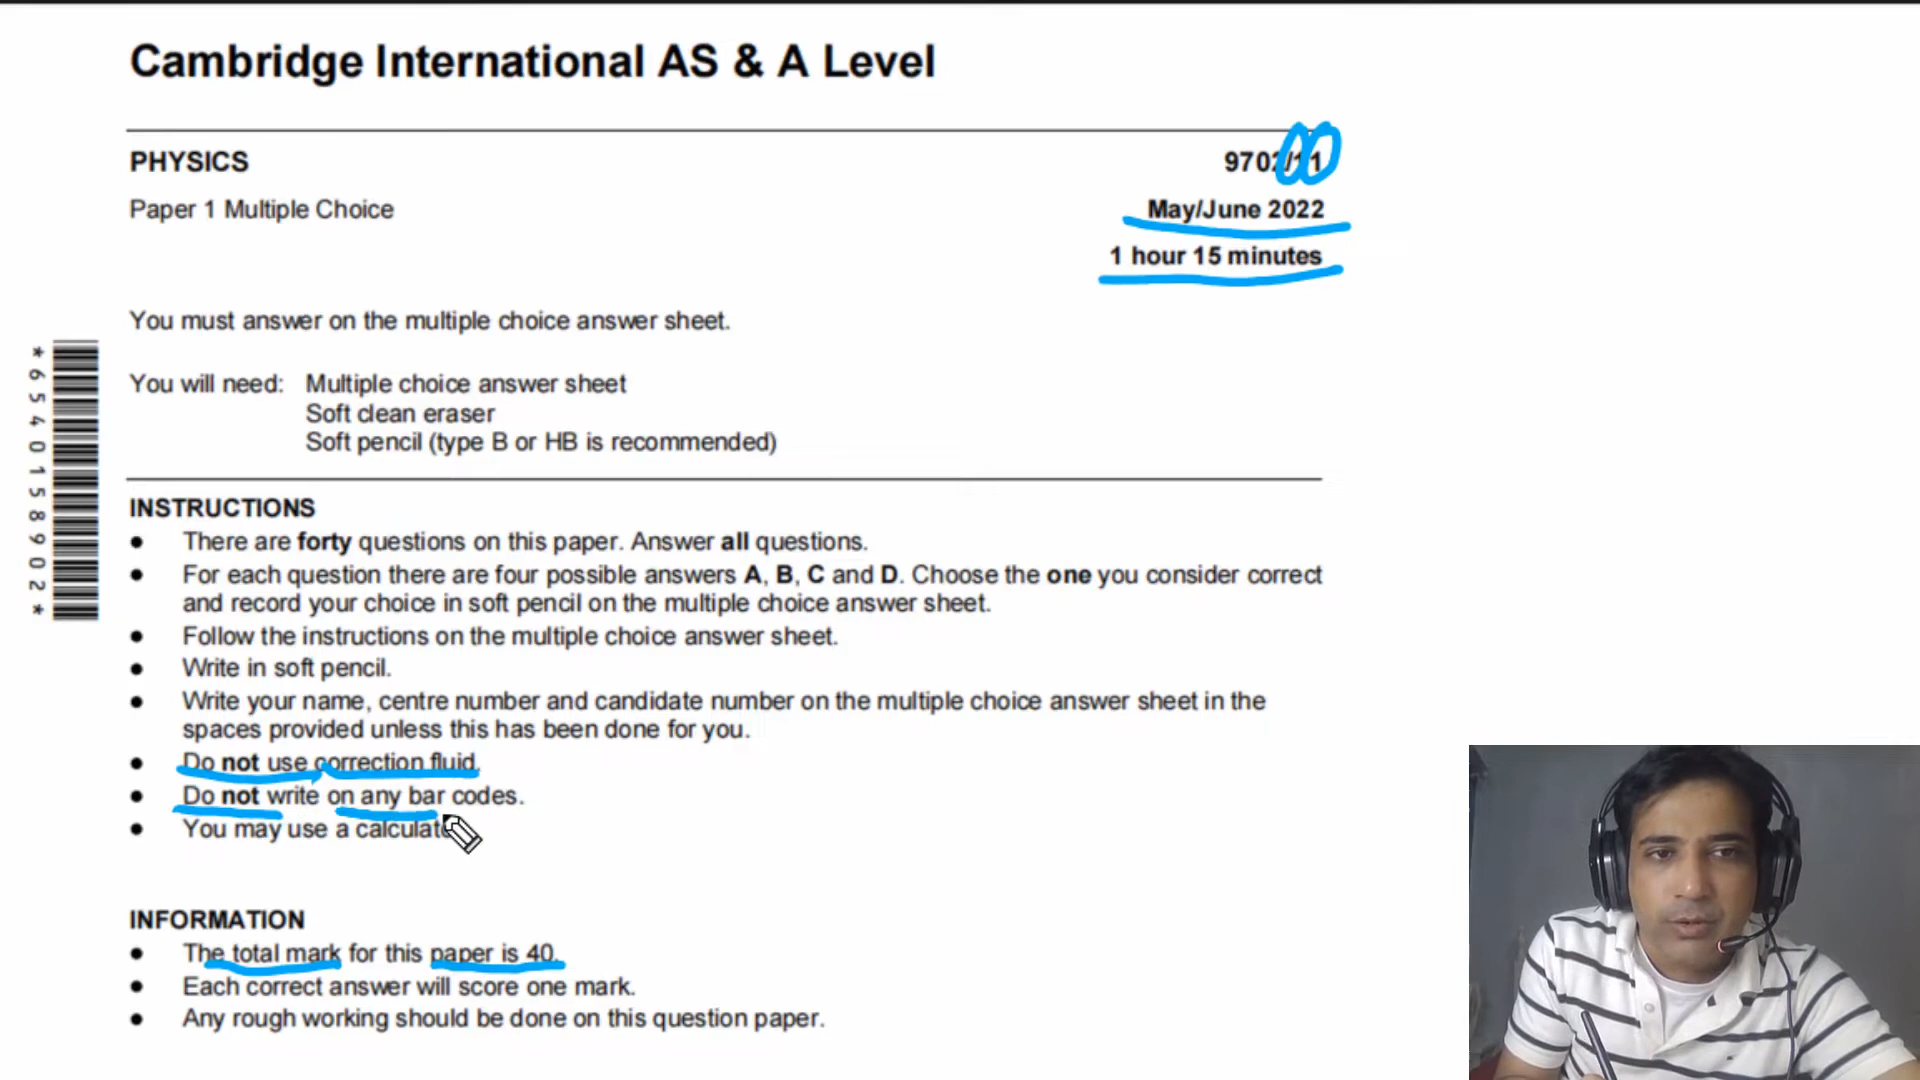 Cambridge International AS & A Level
PHYSICS
9702/11
Paper 1 Multiple Choice
May/June 2022
1 hour 15 minutes
You must answer on the multiple choice answer sheet.
You will need: Multiple choice answer sheet
Soft clean eraser
Soft pencil (type B or HB is recommended)
*6540158902*
INSTRUCTIONS
● There are forty questions on this paper. Answer all questions.
● For each question there are four possible answers A, B, C and D. Choose the one you consider correct
and record your choice in soft pencil on the multiple choice answer sheet.
● Follow the instructions on the multiple choice answer sheet.
● Write in soft pencil.
● Write your name, centre number and candidate number on the multiple choice answer sheet in the
spaces provided unless this has been done for you.
● Do not use correction fluid.
● Do not write on any bar codes.
● You may use a
INFORMATION
● The total mark for this paper is 40.
● Each correct answer will score one mark.
● Any rough working should be done on this question paper.